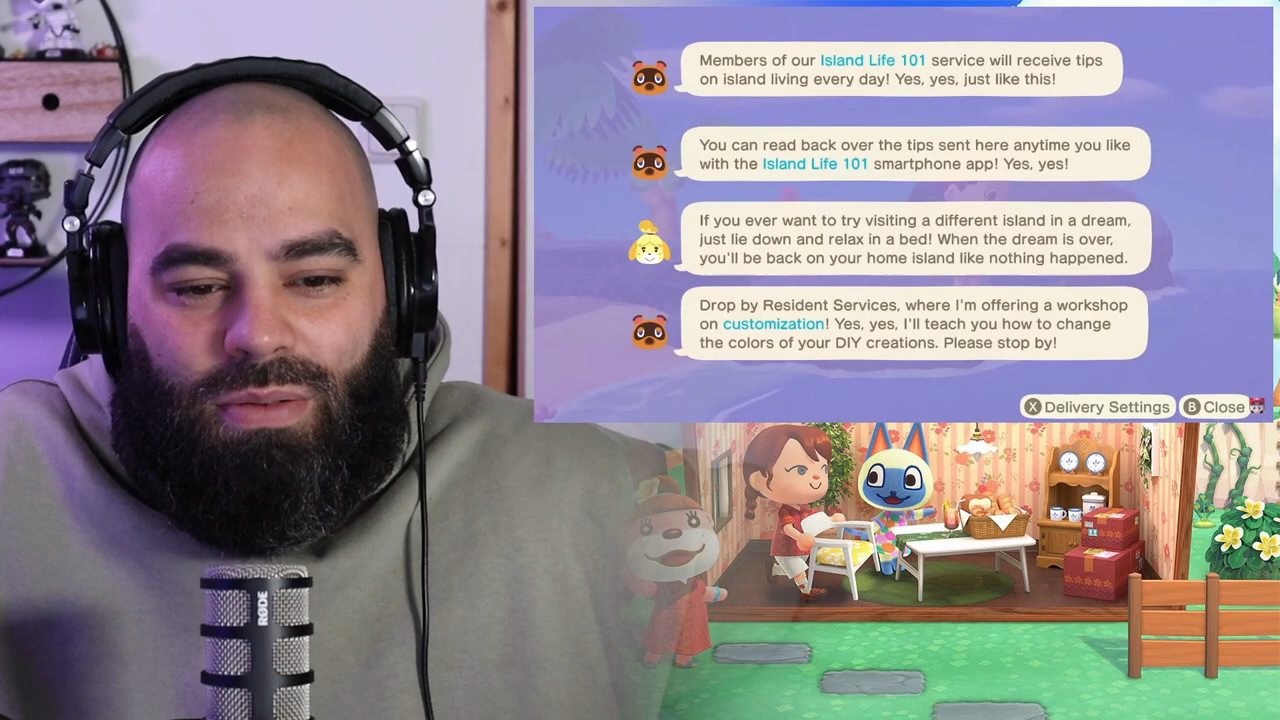 Members of our Island Life 101 service will receive tips
on island living every day! Yes, yes, just like this!
You can read back over the tips sent here anytime you like
with the Island Life 101 smartphone app! Yes, yes!
If you ever want to try visiting a different island in a dream,
just lie down and relax in a bed! When the dream is over,
you'll be back on your home island like nothing happened.
Drop by Resident Services, where I'm offering a workshop
on customization! Yes, yes, I'll teach you how to change
the colors of your DIY creations. Please stop by!
X Delivery Settings B Close
RØDE